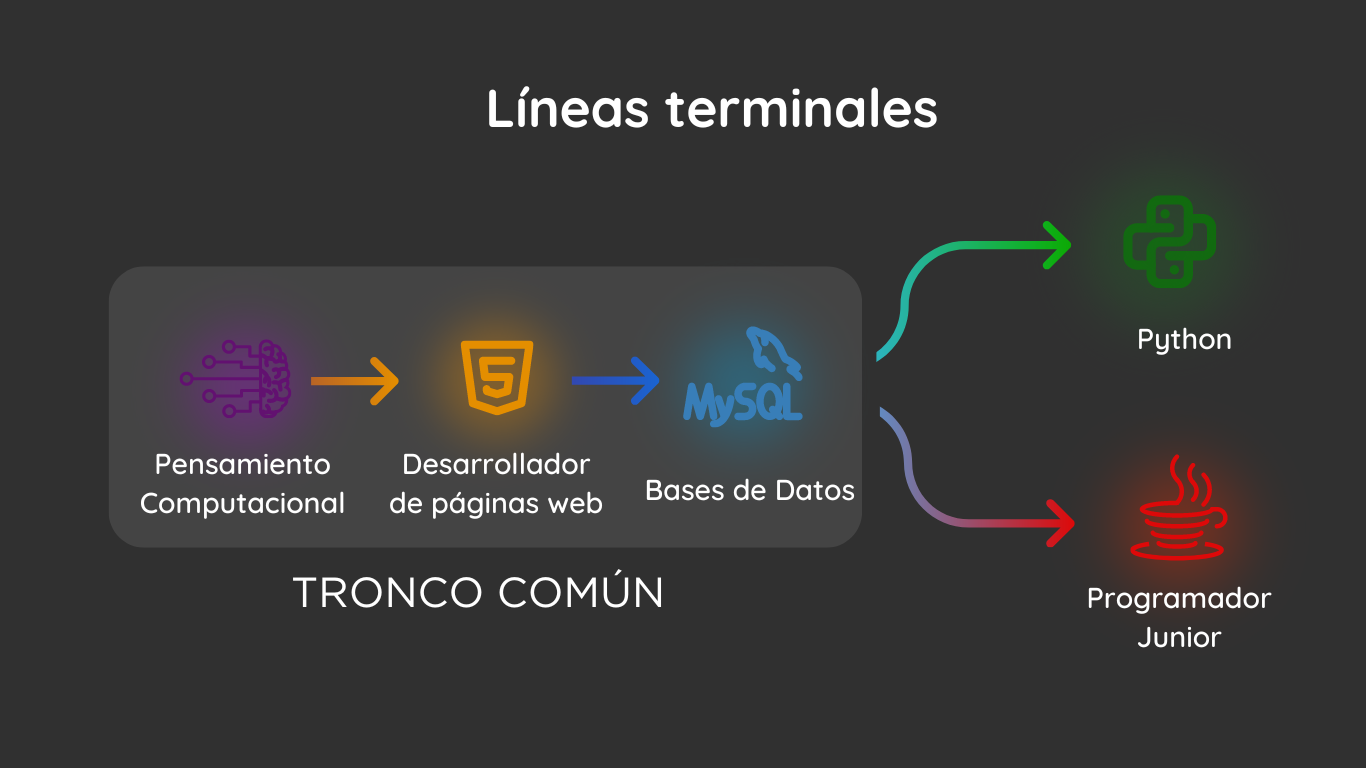 Líneas terminales
Python
5
MySQL
Pensamiento
Computacional
Desarrollador
de páginas web
Bases de Datos
TRONCO COMÚN
Programador
Junior